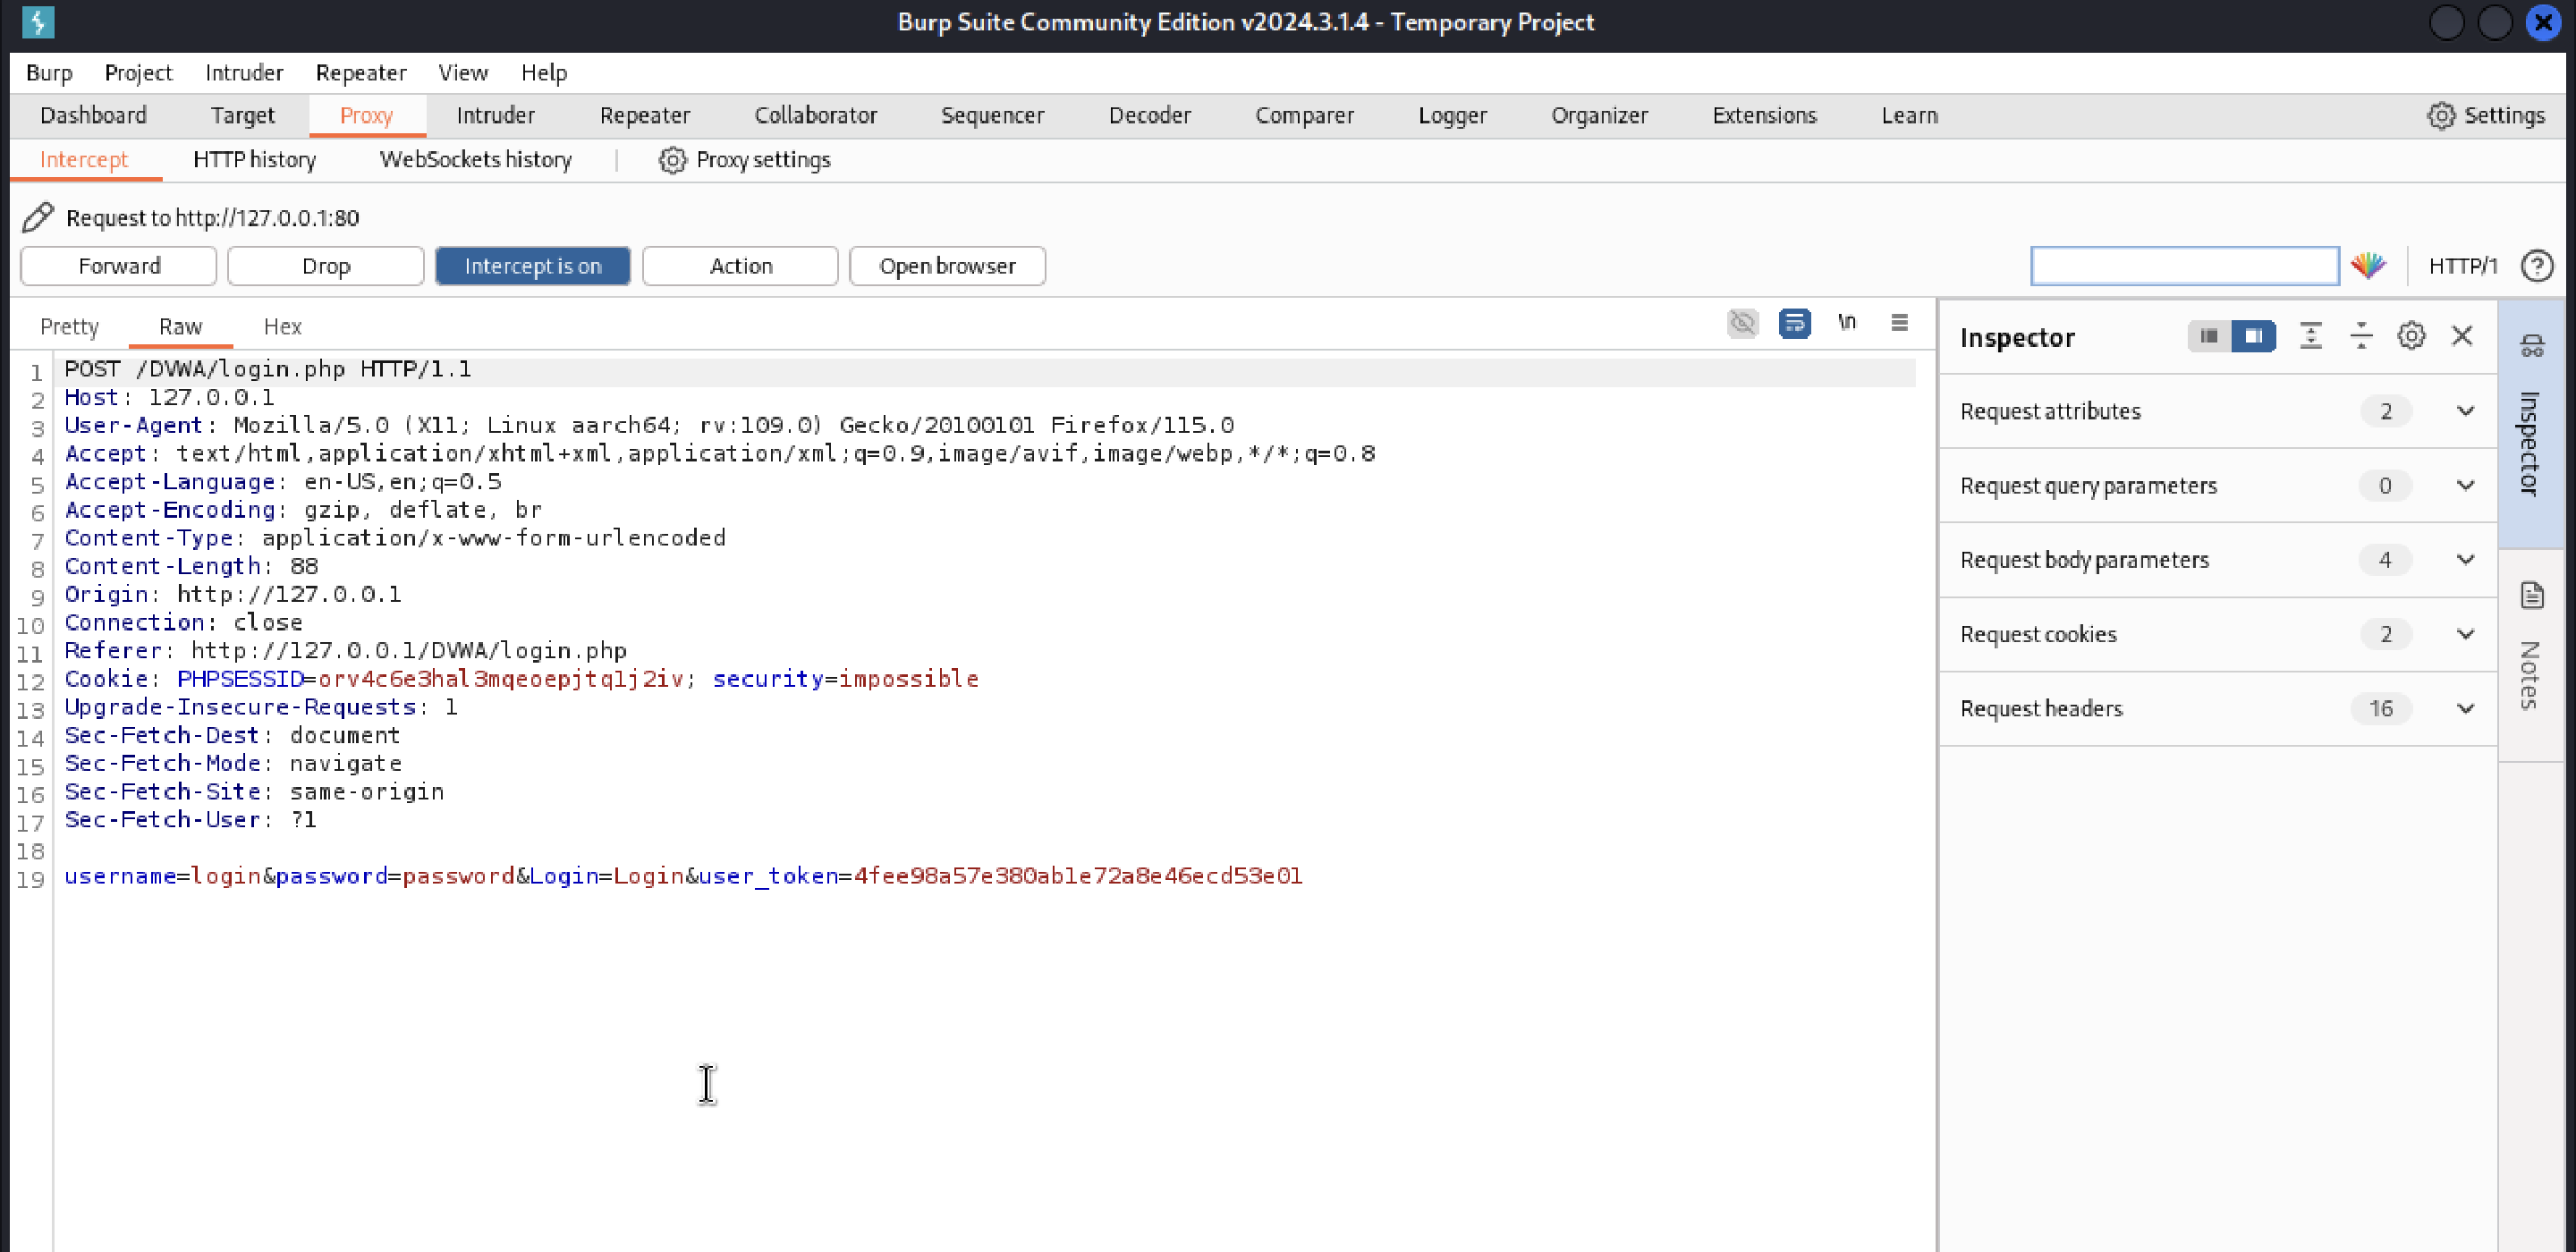 Burp Suite Community Edition v2024.3.1.4 - Temporary Project
Burp Project Intruder Repeater View Help
Dashboard Target Proxy Intruder Repeater Collaborator Sequencer Decoder Comparer Logger Organizer Extensions Learn Settings
Intercept HTTP history WebSockets history Proxy settings
Request to http://127.0.0.1:80
Forward Drop Intercept is on Action Open browser HTTP/1
Pretty Raw Hex \n
1 POST /DVWA/login.php HTTP/1.1
2 Host: 127.0.0.1
3 User-Agent: Mozilla/5.0 (X11; Linux aarch64; rv:109.0) Gecko/20100101 Firefox/115.0
4 Accept: text/html,application/xhtml+xml,application/xml;q=0.9,image/avif,image/webp,*/*;q=0.8
5 Accept-Language: en-US,en;q=0.5
6 Accept-Encoding: gzip, deflate, br
7 Content-Type: application/x-www-form-urlencoded
8 Content-Length: 88
9 Origin: http://127.0.0.1
10 Connection: close
11 Referer: http://127.0.0.1/DVWA/login.php
12 Cookie: PHPSESSID=orv4c6e3hal3mqeoepjtq1j2iv; security=impossible
13 Upgrade-Insecure-Requests: 1
14 Sec-Fetch-Dest: document
15 Sec-Fetch-Mode: navigate
16 Sec-Fetch-Site: same-origin
17 Sec-Fetch-User: ?1
18
19 username=login&password=password&Login=Login&user_token=4fee98a57e380ab1e72a8e46ecd53e01
Inspector
Request attributes 2
Request query parameters 0
Request body parameters 4
Request cookies 2
Request headers 16
Inspector
Notes